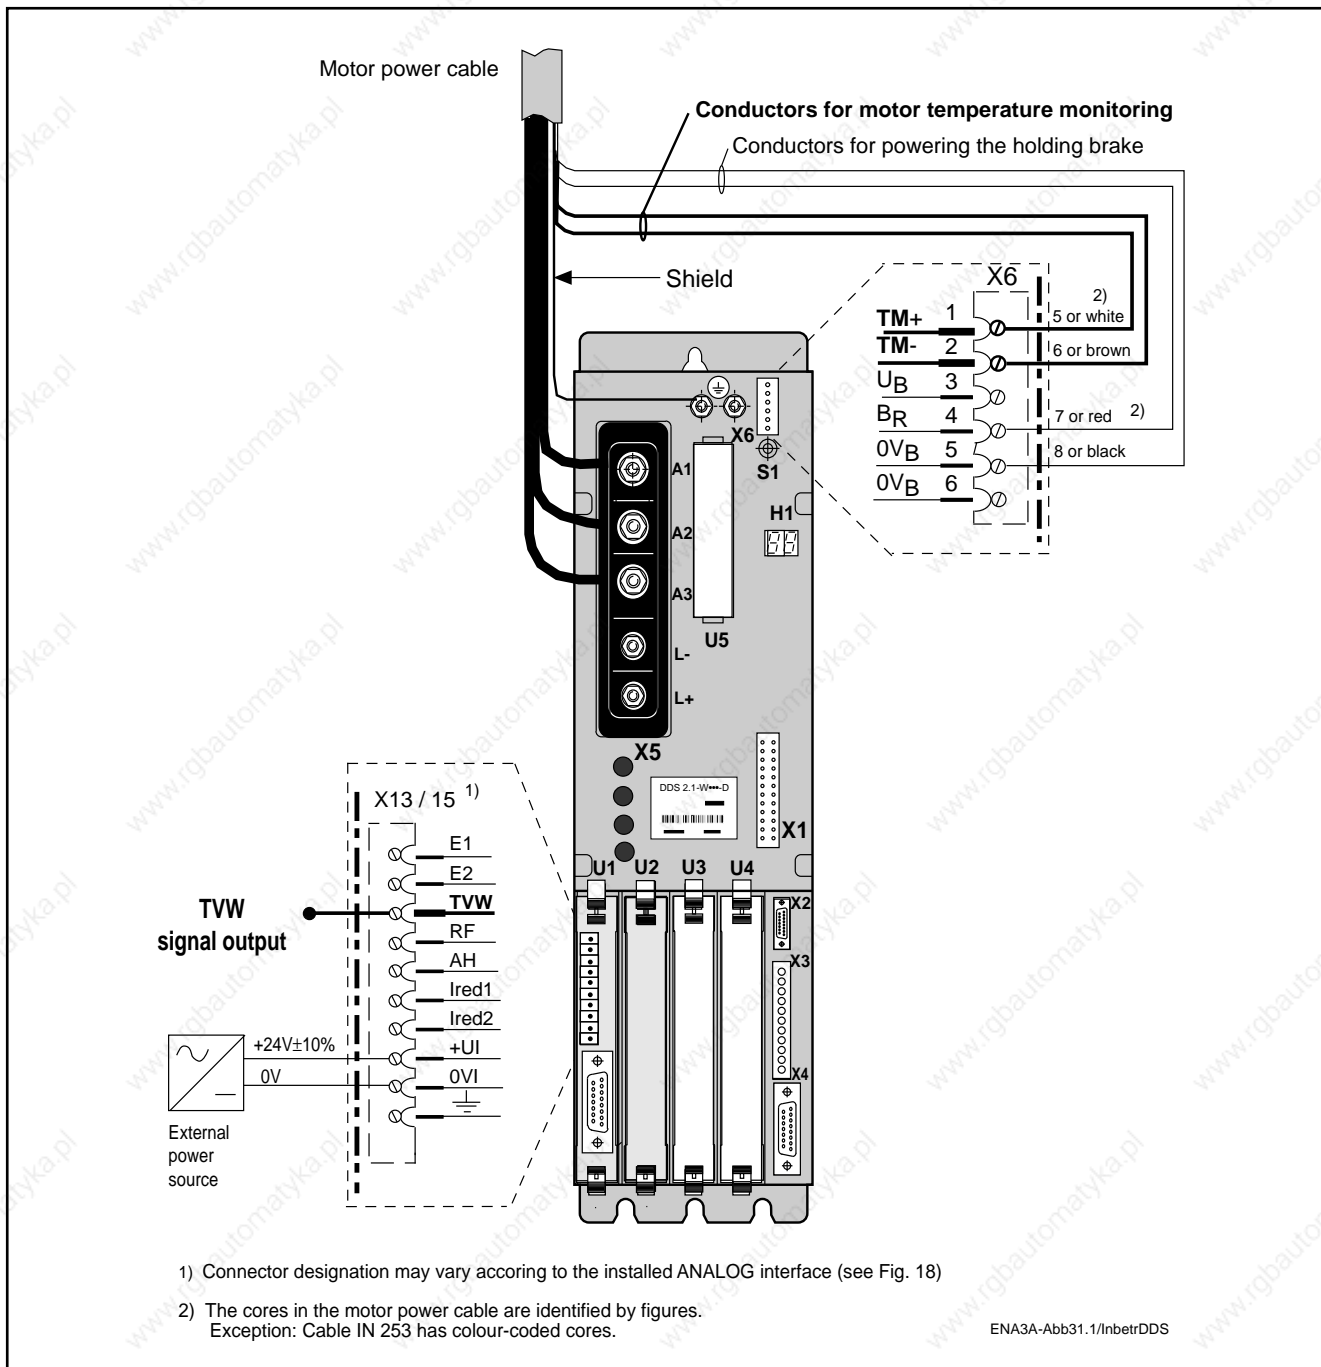 Motor power cable
Conductors for motor temperature monitoring
Conductors for powering the holding brake
Shield
X6
2)
TM+ 1 5 or white
TM- 2 6 or brown
UB 3
BR 4 7 or red 2)
0VB 5 8 or black
0VB 6
X6
S1
H1
A1
A2
A3
L-
L+
U5
X5
DDS 2.1-W•••-D
X1
U1 U2 U3 U4
X2
X3
X4
X13 / 15 1)
E1
E2
TVW
RF
AH
Ired1
Ired2
+UI
0VI
TVW
signal output
+24V±10%
0V
External
power
source
1) Connector designation may vary accoring to the installed ANALOG interface (see Fig. 18)
2) The cores in the motor power cable are identified by figures.
Exception: Cable IN 253 has colour-coded cores.
ENA3A-Abb31.1/InbetrDDS
www.rgbautomatyka.pl